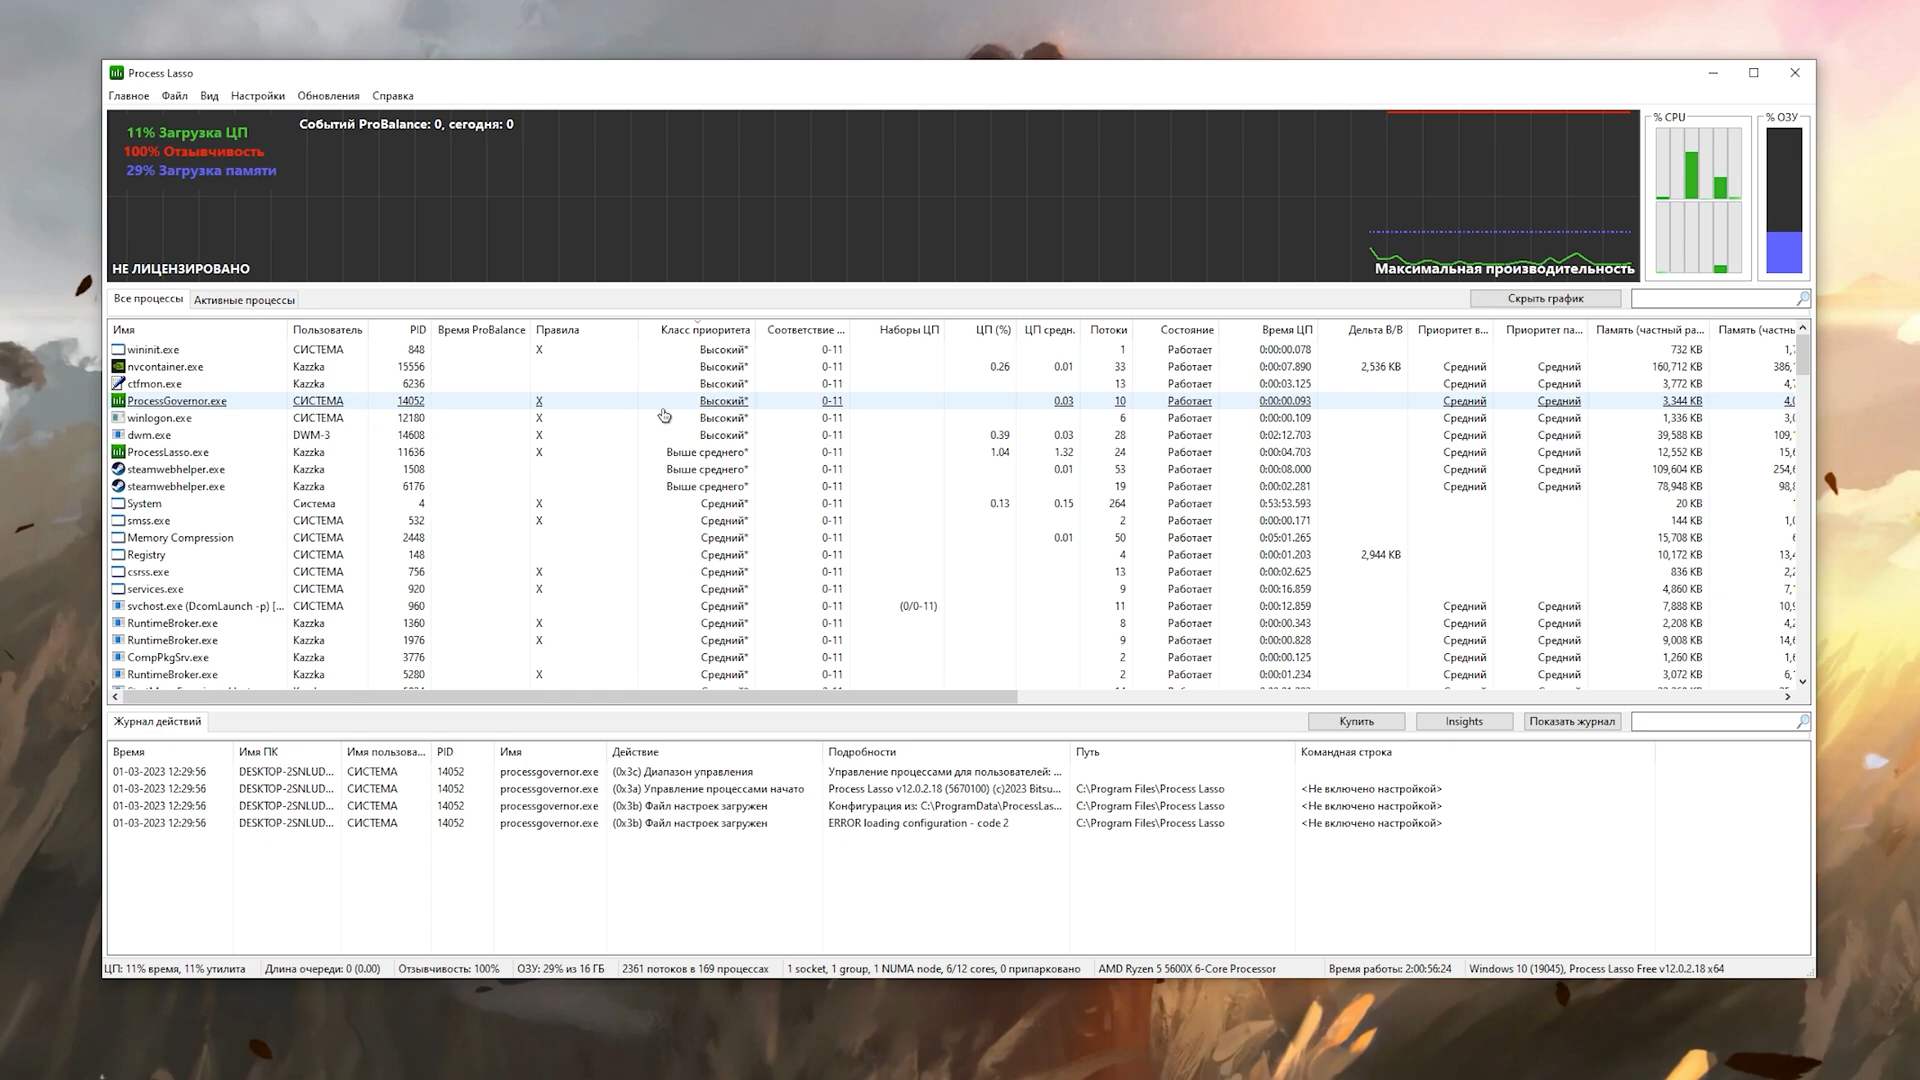 Process Lasso
Главное Файл Вид Настройки Обновления Справка
11% Загрузка ЦП
100% Отзывчивость
29% Загрузка памяти
Событий ProBalance: 0, сегодня: 0
НЕ ЛИЦЕНЗИРОВАНО
Максимальная производительность
% CPU
% ОЗУ
Все процессы Активные процессы Скрыть график
Имя Пользователь PID Время ProBalance Правила Класс приоритета Соответствие ... Наборы ЦП ЦП (%) ЦП средн. Потоки Состояние Время ЦП Дельта В/В Приоритет в... Приоритет па... Память (частный ра... Память (частнь
wininit.exe СИСТЕМА 848 X Высокий* 0-11 1 Работает 0:00:00.078 732 KB
nvcontainer.exe Kazzka 15556 Высокий* 0-11 0.26 0.01 33 Работает 0:00:07.890 2,536 KB Средний Средний 160,712 KB
ctfmon.exe Kazzka 6236 Высокий* 0-11 13 Работает 0:00:03.125 Средний Средний 3,772 KB
ProcessGovernor.exe СИСТЕМА 14052 X Высокий* 0-11 0.03 10 Работает 0:00:00.093 Средний Средний 3,344 KB
winlogon.exe СИСТЕМА 12180 X Высокий* 0-11 6 Работает 0:00:00.109 Средний Средний 1,336 KB
dwm.exe DWM-3 14608 X Высокий* 0-11 0.39 0.03 28 Работает 0:02:12.703 Средний Средний 39,588 KB
ProcessLasso.exe Kazzka 11636 X Выше среднего* 0-11 1.04 1.32 24 Работает 0:00:04.703 Средний Средний 12,552 KB
steamwebhelper.exe Kazzka 1508 Выше среднего* 0-11 0.01 53 Работает 0:00:08.000 Средний Средний 109,604 KB
steamwebhelper.exe Kazzka 6176 Выше среднего* 0-11 19 Работает 0:00:02.281 Средний Средний 78,948 KB
System Система 4 X Средний* 0-11 0.13 0.15 264 Работает 0:53:53.593 20 KB
smss.exe СИСТЕМА 532 X Средний* 0-11 2 Работает 0:00:00.171 144 KB
Memory Compression СИСТЕМА 2448 Средний* 0-11 0.01 50 Работает 0:05:01.265 15,708 KB
Registry СИСТЕМА 148 Средний* 0-11 4 Работает 0:00:01.203 2,944 KB 10,172 KB
csrss.exe СИСТЕМА 756 X Средний* 0-11 13 Работает 0:00:02.625 836 KB
services.exe СИСТЕМА 920 X Средний* 0-11 9 Работает 0:00:16.859 4,860 KB
svchost.exe (DcomLaunch -p) [... СИСТЕМА 960 Средний* 0-11 (0/0-11) 11 Работает 0:00:12.859 Средний Средний 7,888 KB
RuntimeBroker.exe Kazzka 1360 X Средний* 0-11 8 Работает 0:00:00.343 Средний Средний 2,208 KB
RuntimeBroker.exe Kazzka 1976 X Средний* 0-11 9 Работает 0:00:00.828 Средний Средний 9,008 KB
CompPkgSrv.exe Kazzka 3776 Средний* 0-11 2 Работает 0:00:00.125 Средний Средний 1,260 KB
RuntimeBroker.exe Kazzka 5280 X Средний* 0-11 2 Работает 0:00:01.234 Средний Средний 3,072 KB
Журнал действий Купить Insights Показать журнал
Время Имя ПК Имя пользова... PID Имя Действие Подробности Путь Командная строка
01-03-2023 12:29:56 DESKTOP-2SNLUD... СИСТЕМА 14052 processgovernor.exe (0x3c) Диапазон управления Управление процессами для пользователей: ...
01-03-2023 12:29:56 DESKTOP-2SNLUD... СИСТЕМА 14052 processgovernor.exe (0x3a) Управление процессами начато Process Lasso v12.0.2.18 (5670100) (c)2023 Bitsu... C:\Program Files\Process Lasso <Не включено настройкой>
01-03-2023 12:29:56 DESKTOP-2SNLUD... СИСТЕМА 14052 processgovernor.exe (0x3b) Файл настроек загружен Конфигурация из: C:\ProgramData\ProcessLas... C:\Program Files\Process Lasso <Не включено настройкой>
01-03-2023 12:29:56 DESKTOP-2SNLUD... СИСТЕМА 14052 processgovernor.exe (0x3b) Файл настроек загружен ERROR loading configuration - code 2 C:\Program Files\Process Lasso <Не включено настройкой>
ЦП: 11% время, 11% утилита Длина очереди: 0 (0.00) Отзывчивость: 100% ОЗУ: 29% из 16 ГБ 2361 потоков в 169 процессах 1 socket, 1 group, 1 NUMA node, 6/12 cores, 0 припарковано AMD Ryzen 5 5600X 6-Core Processor Время работы: 2:00:56:24 Windows 10 (19045), Process Lasso Free v12.0.2.18 x64